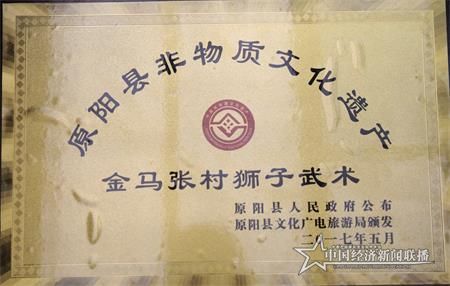 原阳县非物质文化遗产
金马张村狮子武术
原阳县人民政府公布
原阳县文化广电旅游局颁发
二〇一七年五月
中国经济新闻联播